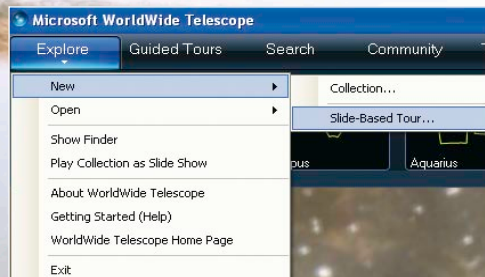 Microsoft WorldWide Telescope
Explore Guided Tours Search Community
New Collection...
Open Slide-Based Tour...
Show Finder
Play Collection as Slide Show
Aquarius
About WorldWide Telescope
Getting Started (Help)
WorldWide Telescope Home Page
Exit